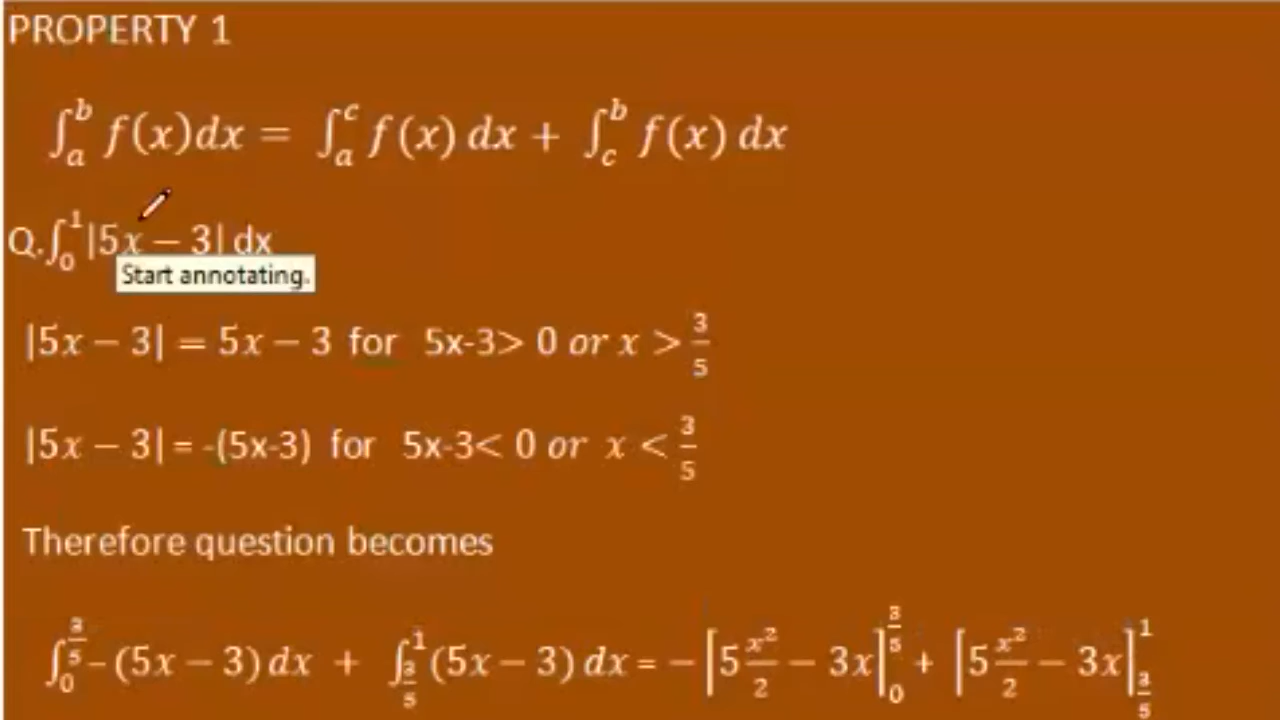 PROPERTY 1
∫_a^b f(x)dx = ∫_a^c f(x) dx + ∫_c^b f(x) dx
Q.∫_0^1 |5x − 3| dx
Start annotating.
|5x − 3| = 5x − 3 for 5x-3> 0 or x > 3/5
|5x − 3| = -(5x-3) for 5x-3< 0 or x < 3/5
Therefore question becomes
∫_0^{3/5} − (5x − 3) dx + ∫_{3/5}^1 (5x − 3) dx = − [5 x²/2 − 3x]_0^{3/5} + [5 x²/2 − 3x]_{3/5}^1